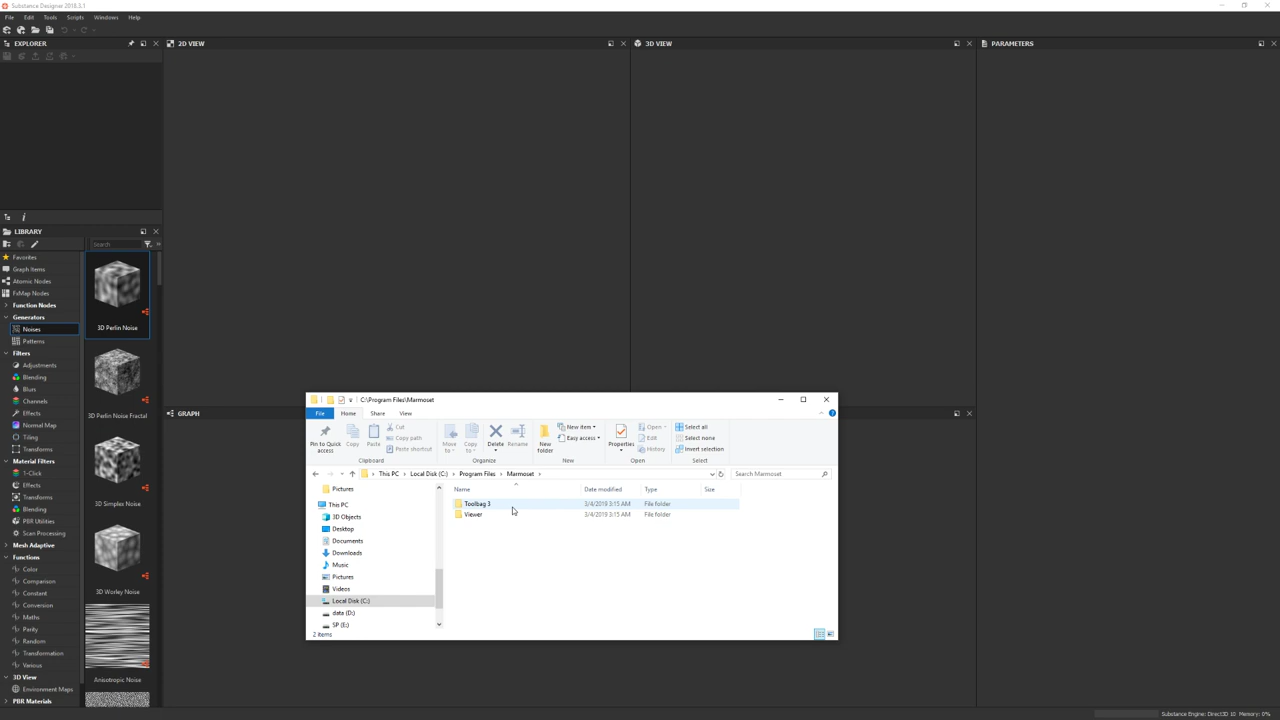 Substance Designer 2018.3.1
File Edit Tools Scripts Windows Help
EXPLORER
2D VIEW
3D VIEW
PARAMETERS
LIBRARY
Search
Favorites
Graph Items
Atomic Nodes
FxMap Nodes
Function Nodes
Generators
Noises
Patterns
Filters
Adjustments
Blending
Blurs
Channels
Effects
Normal Map
Tiling
Transforms
Material Filters
1-Click
Effects
Transforms
Blending
PBR Utilities
Scan Processing
Mesh Adaptive
Functions
Color
Comparison
Constant
Conversion
Maths
Parity
Random
Transformation
Various
3D View
Environment Maps
PBR Materials
3D Perlin Noise
3D Perlin Noise Fractal
3D Simplex Noise
3D Worley Noise
Anisotropic Noise
GRAPH
C:\Program Files\Marmoset
File Home Share View
Pin to Quick access
Copy
Paste
Cut
Copy path
Paste shortcut
Clipboard
Move to
Copy to
Delete
Rename
Organize
New folder
New item
Easy access
New
Properties
Open
Edit
History
Open
Select all
Select none
Invert selection
Select
This PC Local Disk (C:) Program Files Marmoset
Search Marmoset
Name Date modified Type Size
Toolbag 3 3/4/2019 3:15 AM File folder
Viewer 3/4/2019 3:15 AM File folder
Pictures
This PC
3D Objects
Desktop
Documents
Downloads
Music
Pictures
Videos
Local Disk (C:)
data (D:)
SP (E:)
2 items
Substance Engine: Direct3D 10 Memory: 0%